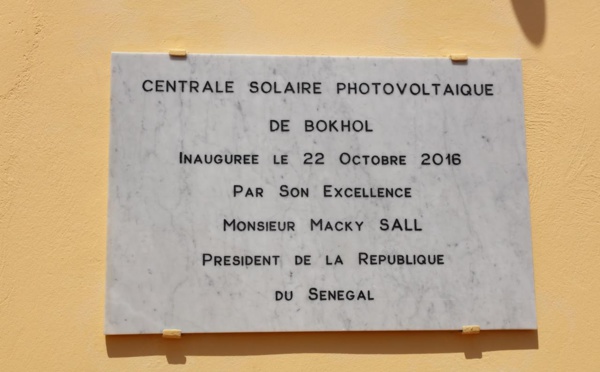 CENTRALE SOLAIRE PHOTOVOLTAIQUE
DE BOKHOL
INAUGUREE LE 22 OCTOBRE 2016
PAR SON EXCELLENCE
MONSIEUR MACKY SALL
PRESIDENT DE LA REPUBLIQUE
DU SENEGAL